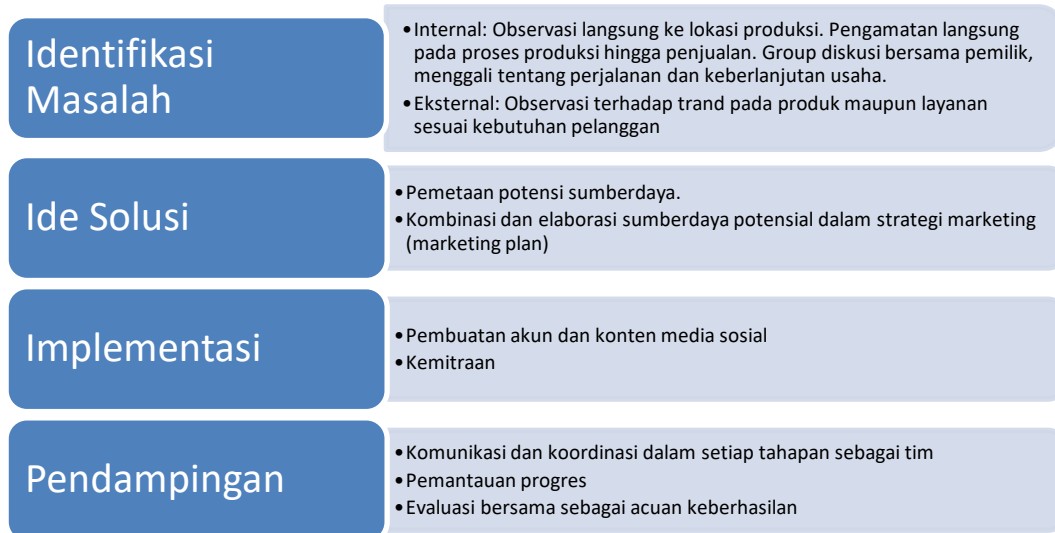 Identifikasi
Masalah
•Internal: Observasi langsung ke lokasi produksi. Pengamatan langsung
pada proses produksi hingga penjualan. Group diskusi bersama pemilik,
menggali tentang perjalanan dan keberlanjutan usaha.
•Eksternal: Observasi terhadap trand pada produk maupun layanan
sesuai kebutuhan pelanggan
Ide Solusi
•Pemetaan potensi sumberdaya.
•Kombinasi dan elaborasi sumberdaya potensial dalam strategi marketing
(marketing plan)
Implementasi
•Pembuatan akun dan konten media sosial
•Kemitraan
Pendampingan
•Komunikasi dan koordinasi dalam setiap tahapan sebagai tim
•Pemantauan progres
•Evaluasi bersama sebagai acuan keberhasilan